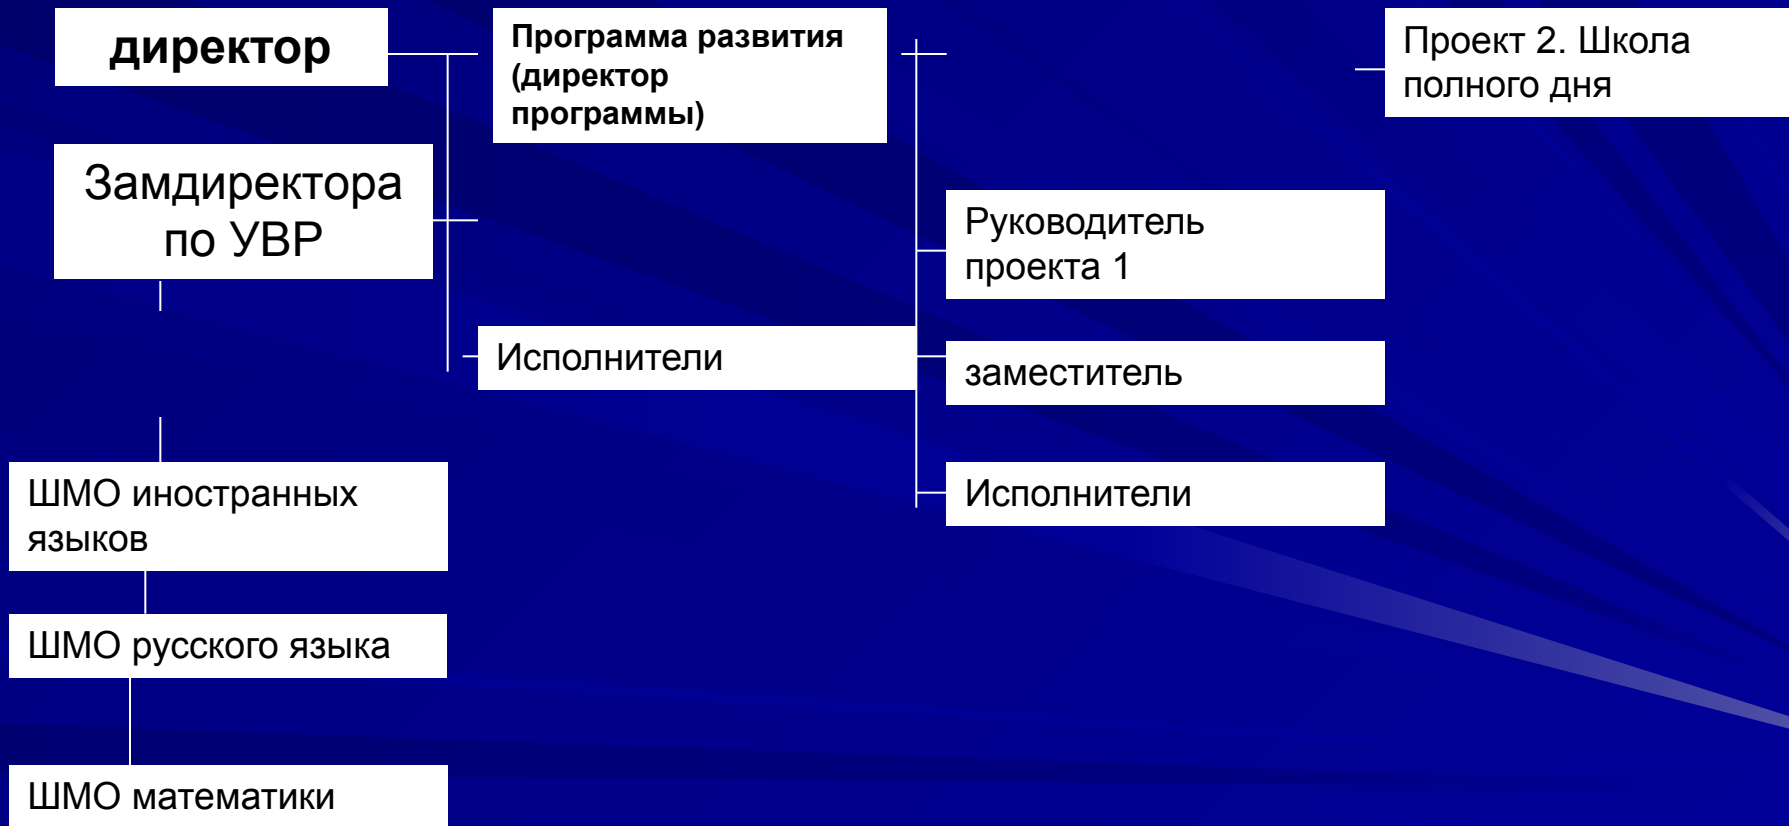 директор
Программа развития
(директор
программы)
Проект 2. Школа
полного дня
Замдиректора
по УВР
Руководитель
проекта 1
Исполнители
заместитель
ШМО иностранных
языков
Исполнители
ШМО русского языка
ШМО математики